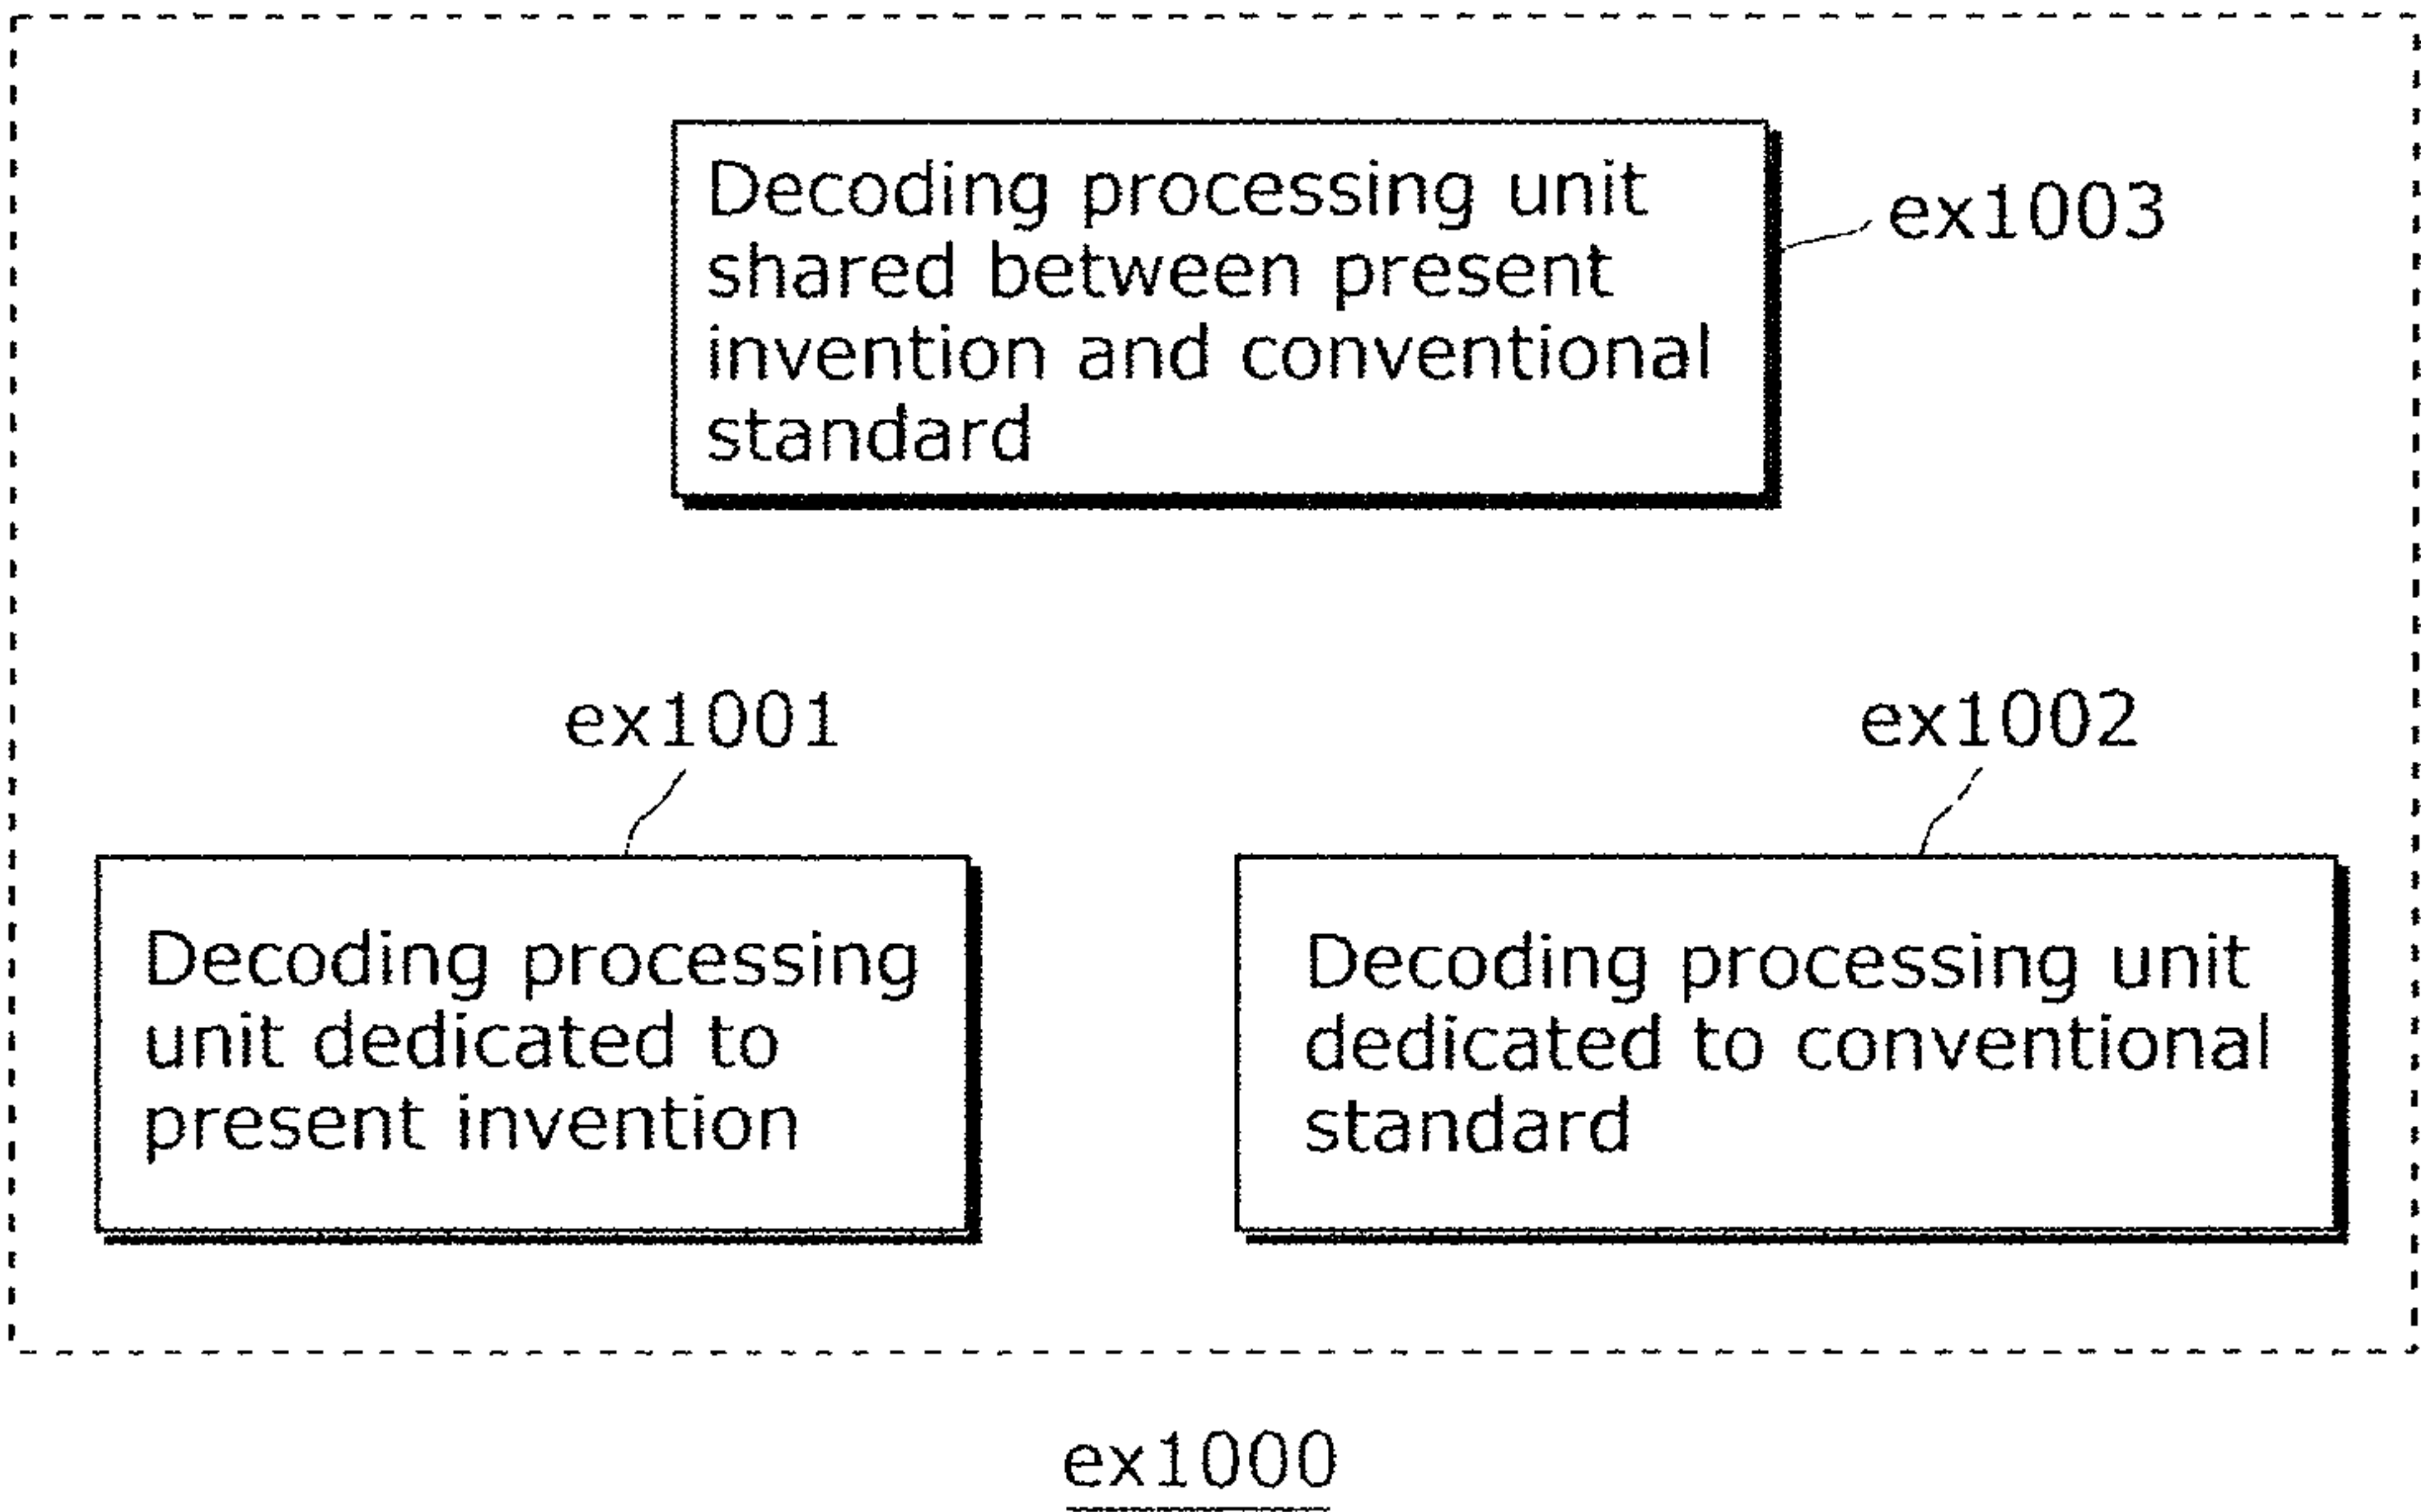 Decoding processing unit
shared between present
invention and conventional
standard
ex1003
ex1001
ex1002
Decoding processing
unit dedicated to
present invention
Decoding processing unit
dedicated to conventional
standard
ex1000